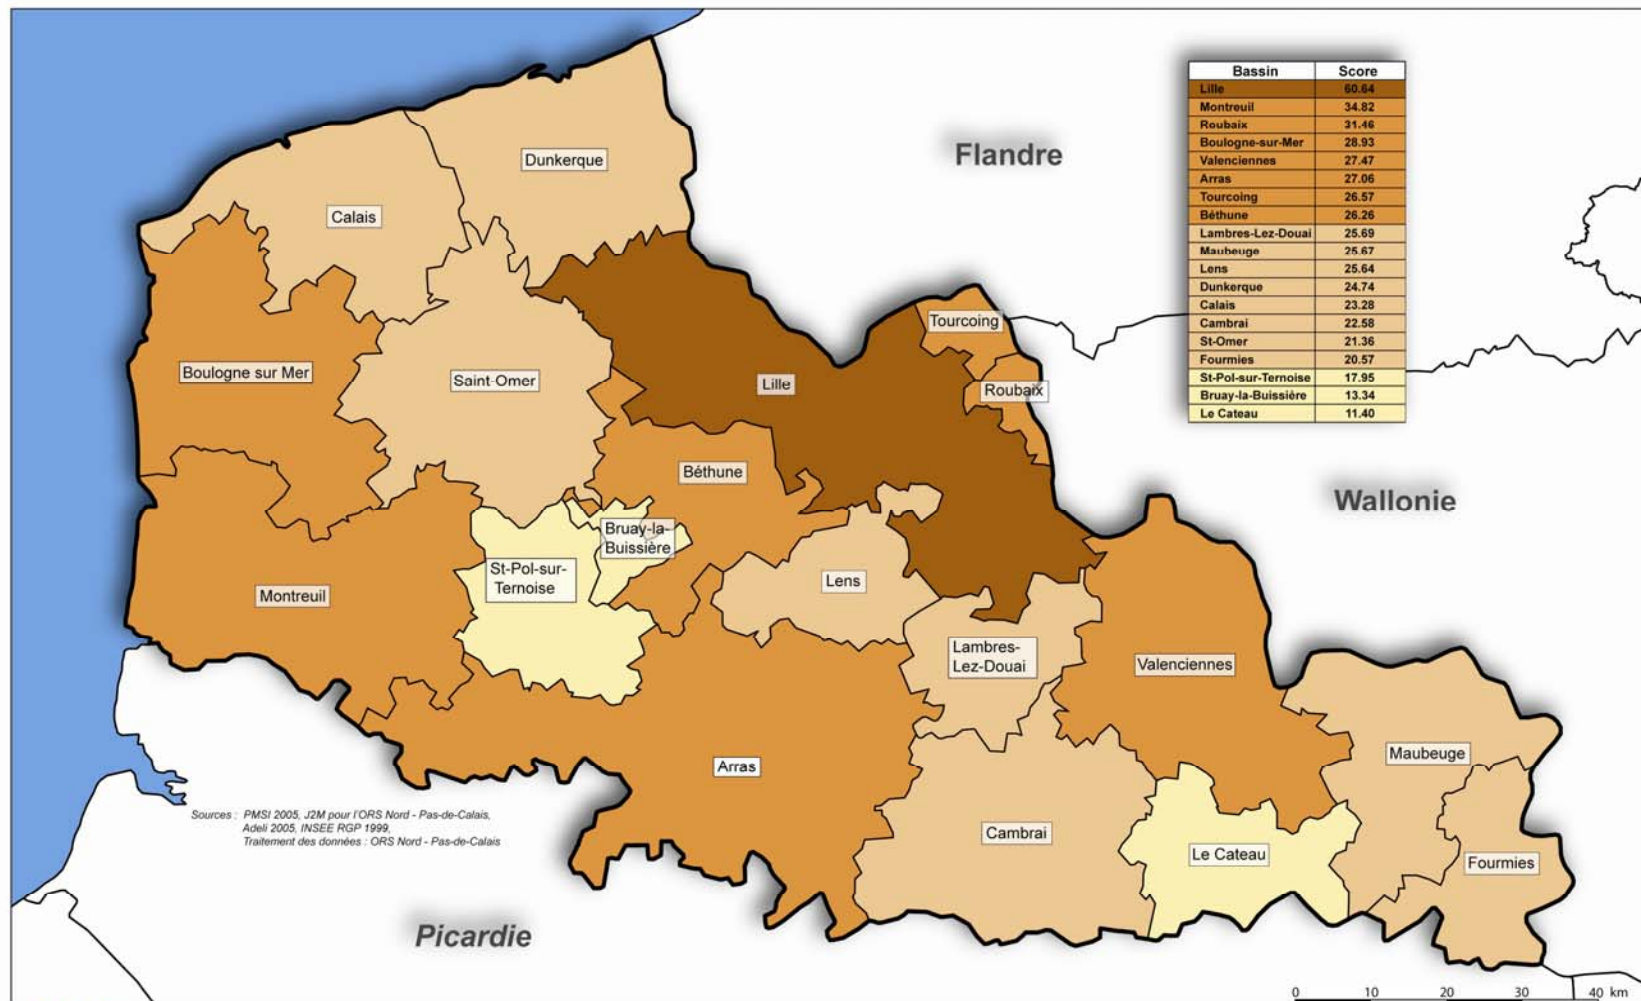 Bassin Score
Lille 60.64
Montreuil 34.82
Roubaix 31.46
Boulogne-sur-Mer 28.93
Valenciennes 27.47
Arras 27.06
Tourcoing 26.57
Béthune 26.26
Lambres-Lez-Douai 25.69
Maubeuge 25.67
Lens 25.64
Dunkerque 24.74
Calais 23.28
Cambrai 22.58
St-Omer 21.36
Fourmies 20.57
St-Pol-sur-Ternoise 17.95
Bruay-la-Buissière 13.34
Le Cateau 11.40
Flandre
Dunkerque
Calais
Tourcoing
Boulogne sur Mer
Saint Omer
Lille
Roubaix
Béthune
Wallonie
Bruay-la-
Buissière
St-Pol-sur-
Ternoise
Lens
Montreuil
Lambres-
Lez-Douai
Valenciennes
Maubeuge
Arras
Cambrai
Le Cateau
Fourmies
Sources : PMSI 2005, J2M pour l'ORS Nord - Pas-de-Calais,
Adeli 2005, INSEE RGP 1999,
Traitement des données : ORS Nord - Pas-de-Calais
Picardie
0 10 20 30 40 km